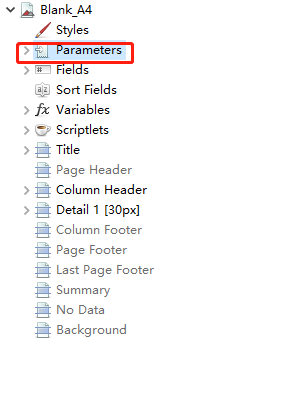 Blank_A4
Styles
Parameters
Fields
Sort Fields
fx Variables
Scriptlets
Title
Page Header
Column Header
Detail 1 [30px]
Column Footer
Page Footer
Last Page Footer
Summary
No Data
Background